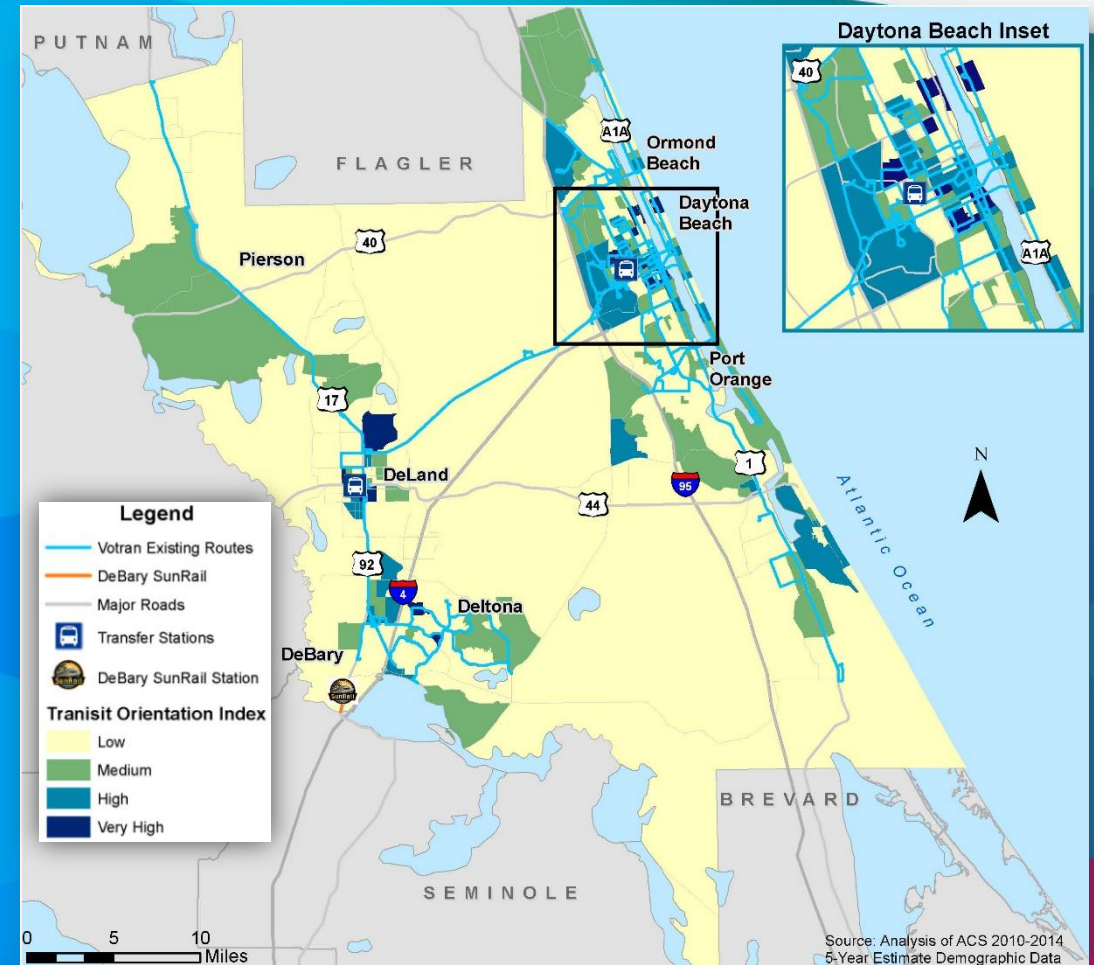 PUTNAM
FLAGLER
Daytona Beach Inset
40
A1A
A1A
Ormond
Beach
Daytona
Beach
40
Pierson
Port
Orange
17
DeLand
1
95
44
N
Atlantic Ocean
92
4
Deltona
DeBary
SunRail
BREVARD
SEMINOLE
Legend
Votran Existing Routes
DeBary SunRail
Major Roads
Transfer Stations
SunRail
DeBary SunRail Station
Transisit Orientation Index
Low
Medium
High
Very High
0 5 10
Miles
Source: Analysis of ACS 2010-2014
5-Year Estimate Demographic Data